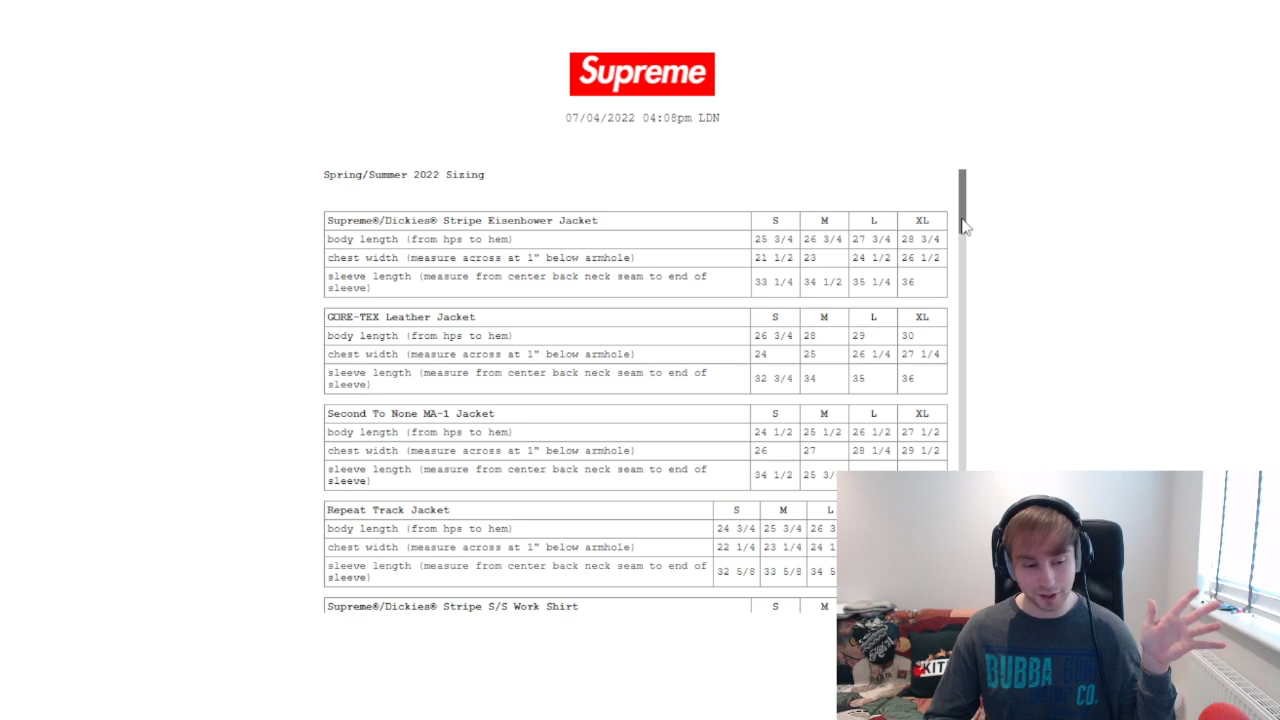 Supreme
07/04/2022 04:08pm LDN
Spring/Summer 2022 Sizing
Supreme®/Dickies® Stripe Eisenhower Jacket S M L XL
body length (from hps to hem) 25 3/4 26 3/4 27 3/4 28 3/4
chest width (measure across at 1" below armhole) 21 1/2 23 24 1/2 26 1/2
sleeve length (measure from center back neck seam to end of
sleeve) 33 1/4 34 1/2 35 1/4 36
GORE-TEX Leather Jacket S M L XL
body length (from hps to hem) 26 3/4 28 29 30
chest width (measure across at 1" below armhole) 24 25 26 1/4 27 1/4
sleeve length (measure from center back neck seam to end of
sleeve) 32 3/4 34 35 36
Second To None MA-1 Jacket S M L XL
body length (from hps to hem) 24 1/2 25 1/2 26 1/2 27 1/2
chest width (measure across at 1" below armhole) 26 27 28 1/4 29 1/2
sleeve length (measure from center back neck seam to end of
sleeve) 34 1/2 25 3/
Repeat Track Jacket S M L
body length (from hps to hem) 24 3/4 25 3/4 26 3
chest width (measure across at 1" below armhole) 22 1/4 23 1/4 24 1
sleeve length (measure from center back neck seam to end of
sleeve) 32 5/8 33 5/8 34 5
Supreme®/Dickies® Stripe S/S Work Shirt S M
KIT
BUBBA
CO.